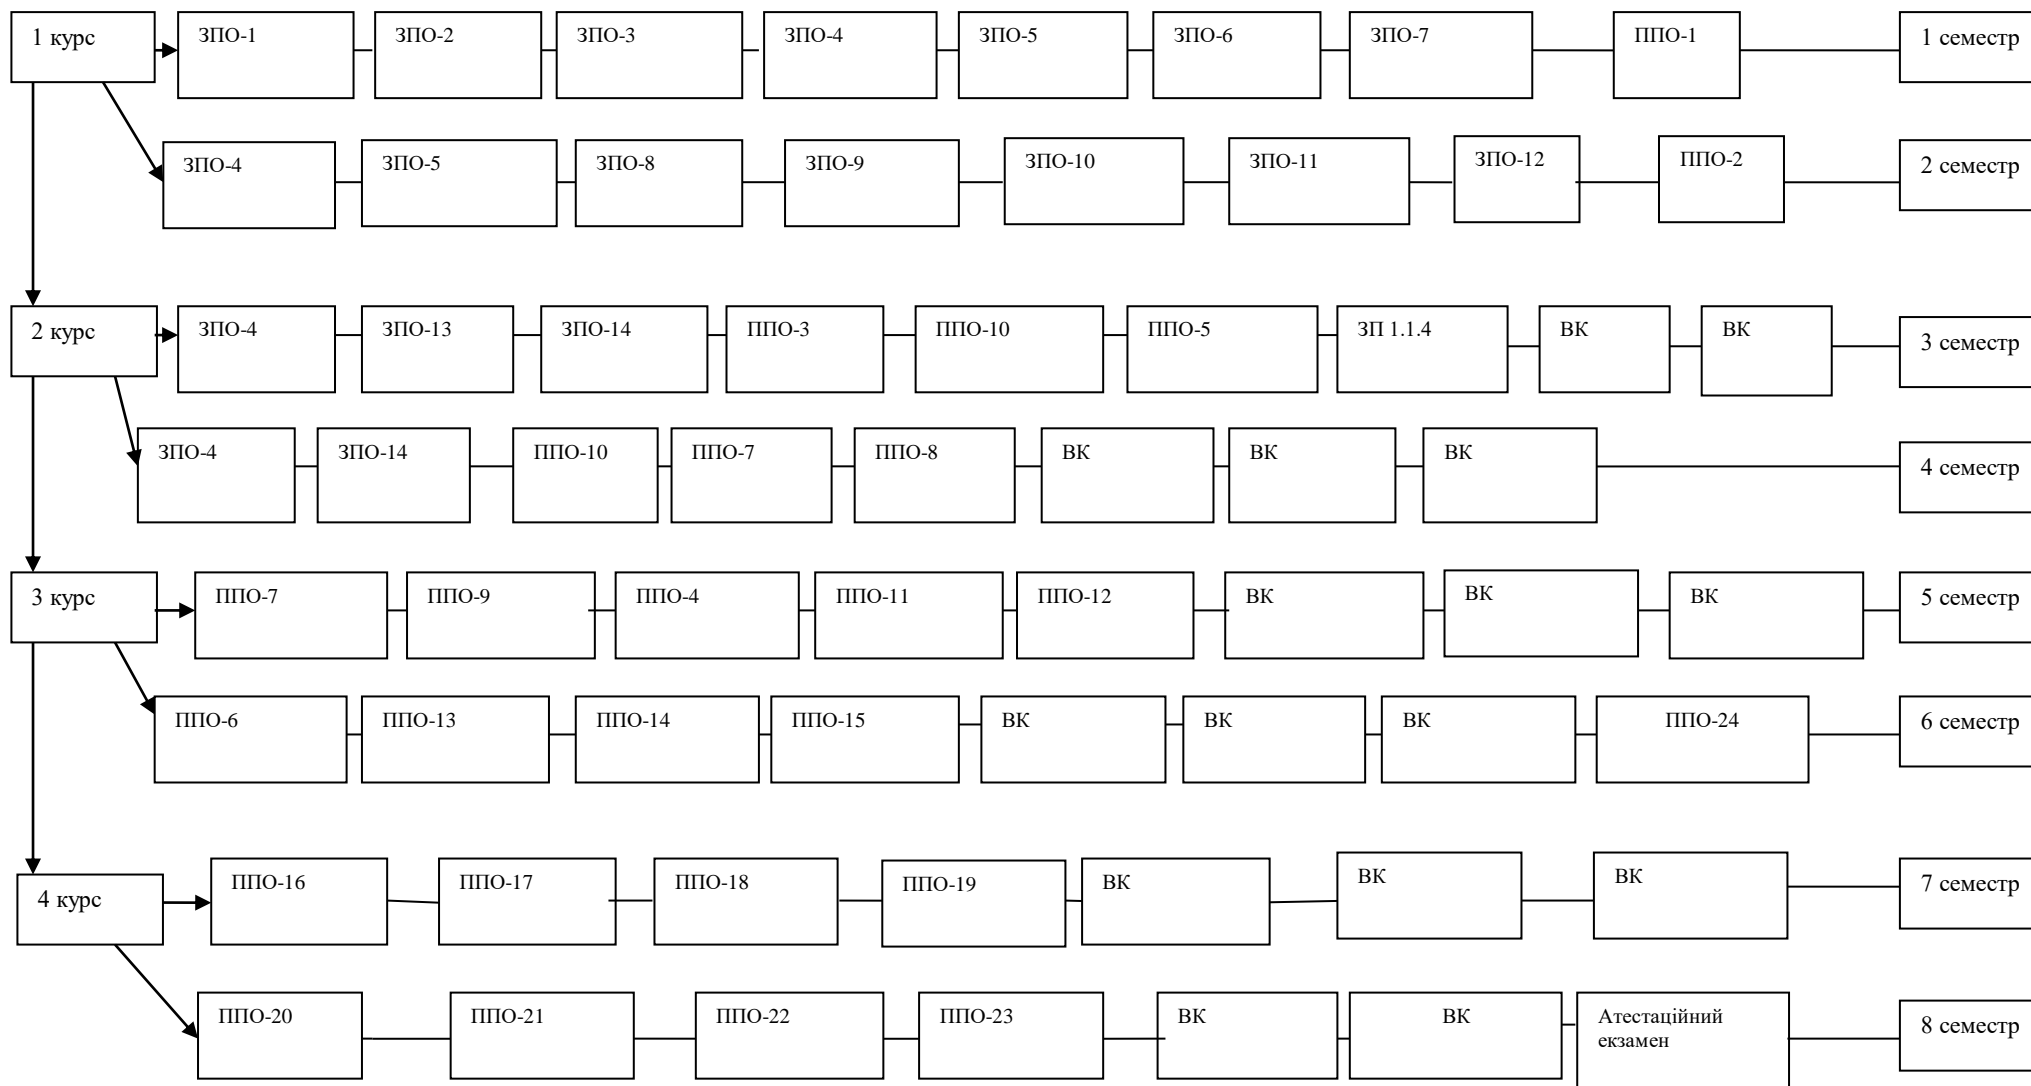 1 курс
ЗПО-1
ЗПО-2
ЗПО-3
ЗПО-4
ЗПО-5
ЗПО-6
ЗПО-7
ППО-1
1 семестр
ЗПО-4
ЗПО-5
ЗПО-8
ЗПО-9
ЗПО-10
ЗПО-11
ЗПО-12
ППО-2
2 семестр
2 курс
ЗПО-4
ЗПО-13
ЗПО-14
ППО-3
ППО-10
ППО-5
ЗП 1.1.4
ВК
ВК
3 семестр
ЗПО-4
ЗПО-14
ППО-10
ППО-7
ППО-8
ВК
ВК
ВК
4 семестр
3 курс
ППО-7
ППО-9
ППО-4
ППО-11
ППО-12
ВК
ВК
ВК
5 семестр
ППО-6
ППО-13
ППО-14
ППО-15
ВК
ВК
ВК
ППО-24
6 семестр
4 курс
ППО-16
ППО-17
ППО-18
ППО-19
ВК
ВК
ВК
7 семестр
ППО-20
ППО-21
ППО-22
ППО-23
ВК
ВК
Атестаційний
екзамен
8 семестр